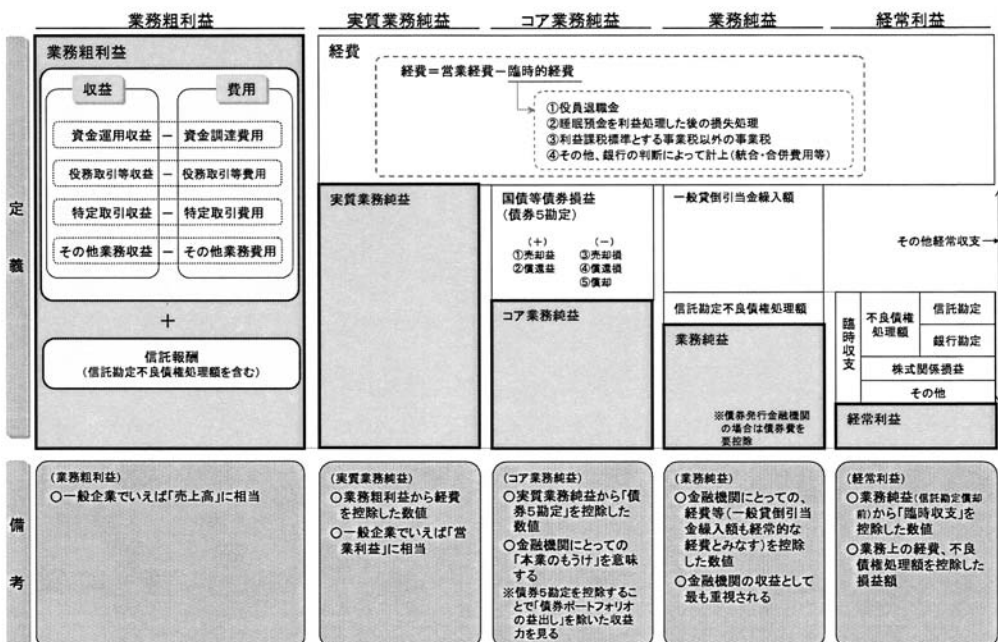 業務粗利益
実質業務純益
コア業務純益
業務純益
経常利益
定義
業務粗利益
収益
費用
資金運用収益
－
資金調達費用
役務取引等収益
－
役務取引等費用
特定取引収益
－
特定取引費用
その他業務収益
－
その他業務費用
＋
信託報酬
(信託勘定不良債権処理額を含む)
経費
経費＝営業経費－臨時的経費
①役員退職金
②睡眠預金を利益処理した後の損失処理
③利益課税標準とする事業税以外の事業税
④その他、銀行の判断によって計上(統合・合併費用等)
実質業務純益
国債等債券損益
(債券5勘定)
(＋)
①売却益
②償還益
(－)
③売却損
④償還損
⑤償却
コア業務純益
一般貸倒引当金繰入額
信託勘定不良債権処理額
業務純益
※債券発行金融機関
の場合は債券費を
要控除
その他経常収支→
臨時収支
不良債権
処理額
信託勘定
銀行勘定
株式関係損益
その他
経常利益
備考
(業務粗利益)
○一般企業でいえば「売上高」に相当
(実質業務純益)
○業務粗利益から経費
を控除した数値
○一般企業でいえば「営
業利益」に相当
(コア業務純益)
○実質業務純益から「債
券5勘定」を控除した
数値
○金融機関にとっての
「本業のもうけ」を意味
する
※債券5勘定を控除するこ
とで「債券ポートフォリオ
の益出し」を除いた収益
力を見る
(業務純益)
○金融機関にとっての、
経費等(一般貸倒引当
金繰入額も経常的な
経費とみなす)を控除
した数値
○金融機関の収益として
最も重視される
(経常利益)
○業務純益(信託勘定償却
前)から「臨時収支」を
控除した数値
○業務上の経費、不良
債権処理額を控除した
損益額